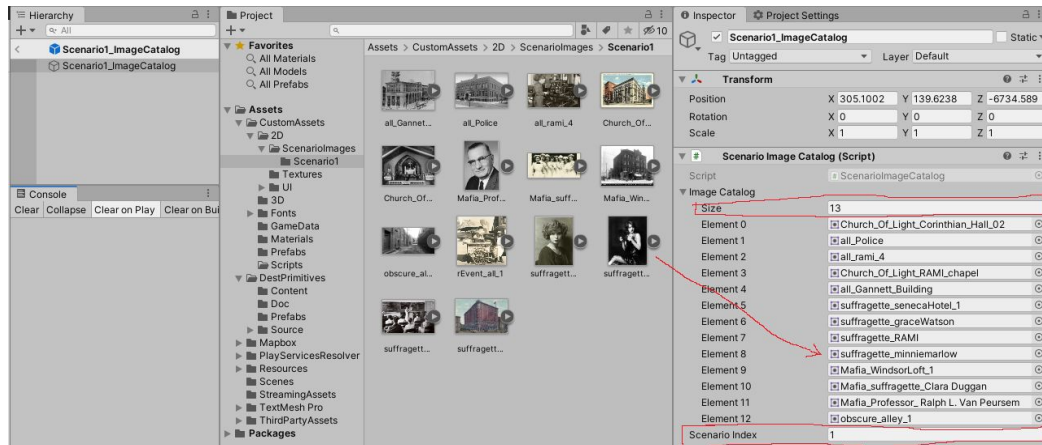 Hierarchy
All
Scenario1_ImageCatalog
Scenario1_ImageCatalog
Console
Clear Collapse Clear on Play Clear on Bui
Project
10
Favorites
All Materials
All Models
All Prefabs
Assets
CustomAssets
2D
ScenarioImages
Scenario1
Textures
UI
3D
Fonts
GameData
Materials
Prefabs
Scripts
DestPrimitives
Content
Doc
Prefabs
Source
Mapbox
PlayServicesResolver
Resources
Scenes
StreamingAssets
TextMesh Pro
ThirdPartyAssets
Packages
Assets > CustomAssets > 2D > ScenarioImages > Scenario1
all_Gannet... all_Police all_rami_4 Church_Of...
Church_Of... Mafia_Prof... Mafia_suff... Mafia_Win...
obscure_al... rEvent_all_1 suffragett... suffragett...
suffragett... suffragett...
Inspector Project Settings
Scenario1_ImageCatalog Static
Tag Untagged Layer Default
Transform
Position X 305.1002 Y 139.6238 Z -6734.589
Rotation X 0 Y 0 Z 0
Scale X 1 Y 1 Z 1
Scenario Image Catalog (Script)
Script ScenarioImageCatalog
Image Catalog
Size 13
Element 0 Church_Of_Light_Corinthian_Hall_02
Element 1 all_Police
Element 2 all_rami_4
Element 3 Church_Of_Light_RAMI_chapel
Element 4 all_Gannett_Building
Element 5 suffragette_senecaHotel_1
Element 6 suffragette_graceWatson
Element 7 suffragette_RAMI
Element 8 suffragette_minniemarlow
Element 9 Mafia_WindsorLoft_1
Element 10 Mafia_suffragette_Clara Duggan
Element 11 Mafia_Professor_ Ralph L. Van Peursem
Element 12 obscure_alley_1
Scenario Index 1